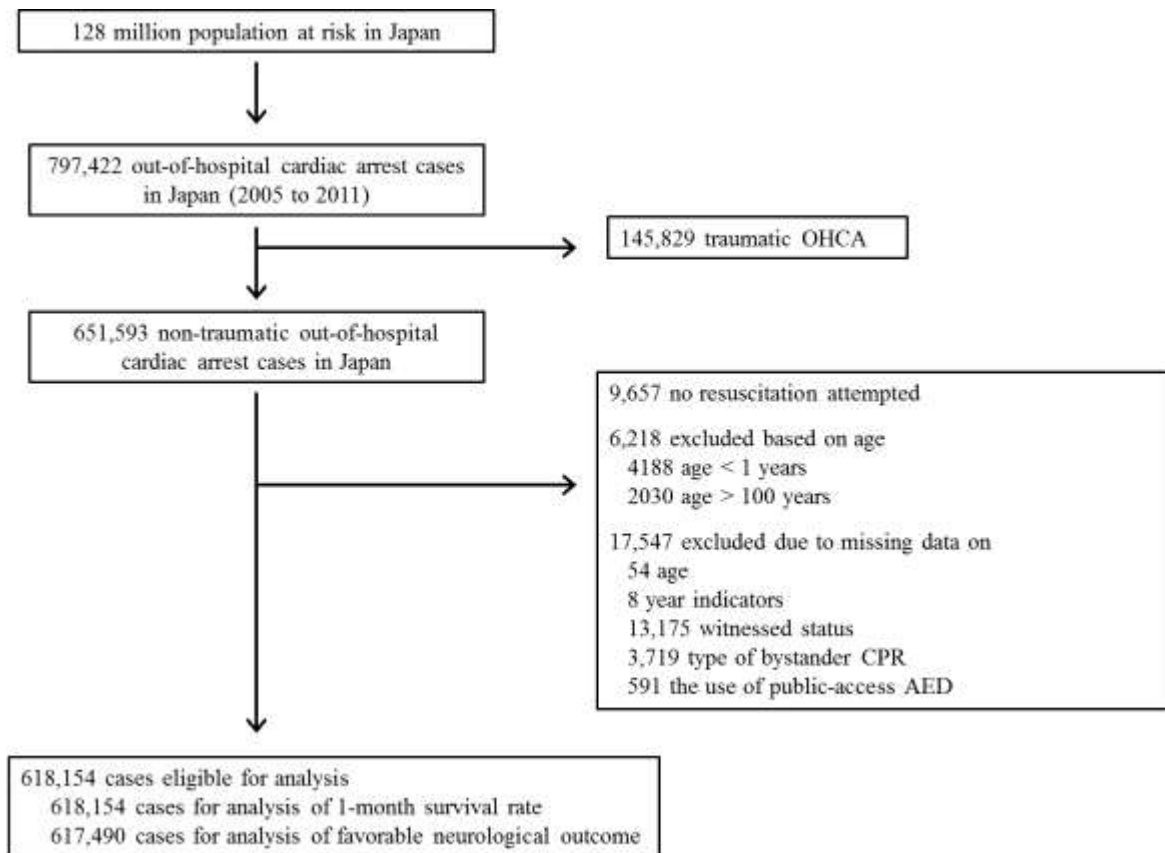 128 million population at risk in Japan
797,422 out-of-hospital cardiac arrest cases
in Japan (2005 to 2011)
145,829 traumatic OHCA
651,593 non-traumatic out-of-hospital
cardiac arrest cases in Japan
9,657 no resuscitation attempted
6,218 excluded based on age
4188 age < 1 years
2030 age > 100 years
17,547 excluded due to missing data on
54 age
8 year indicators
13,175 witnessed status
3,719 type of bystander CPR
591 the use of public-access AED
618,154 cases eligible for analysis
618,154 cases for analysis of 1-month survival rate
617,490 cases for analysis of favorable neurological outcome